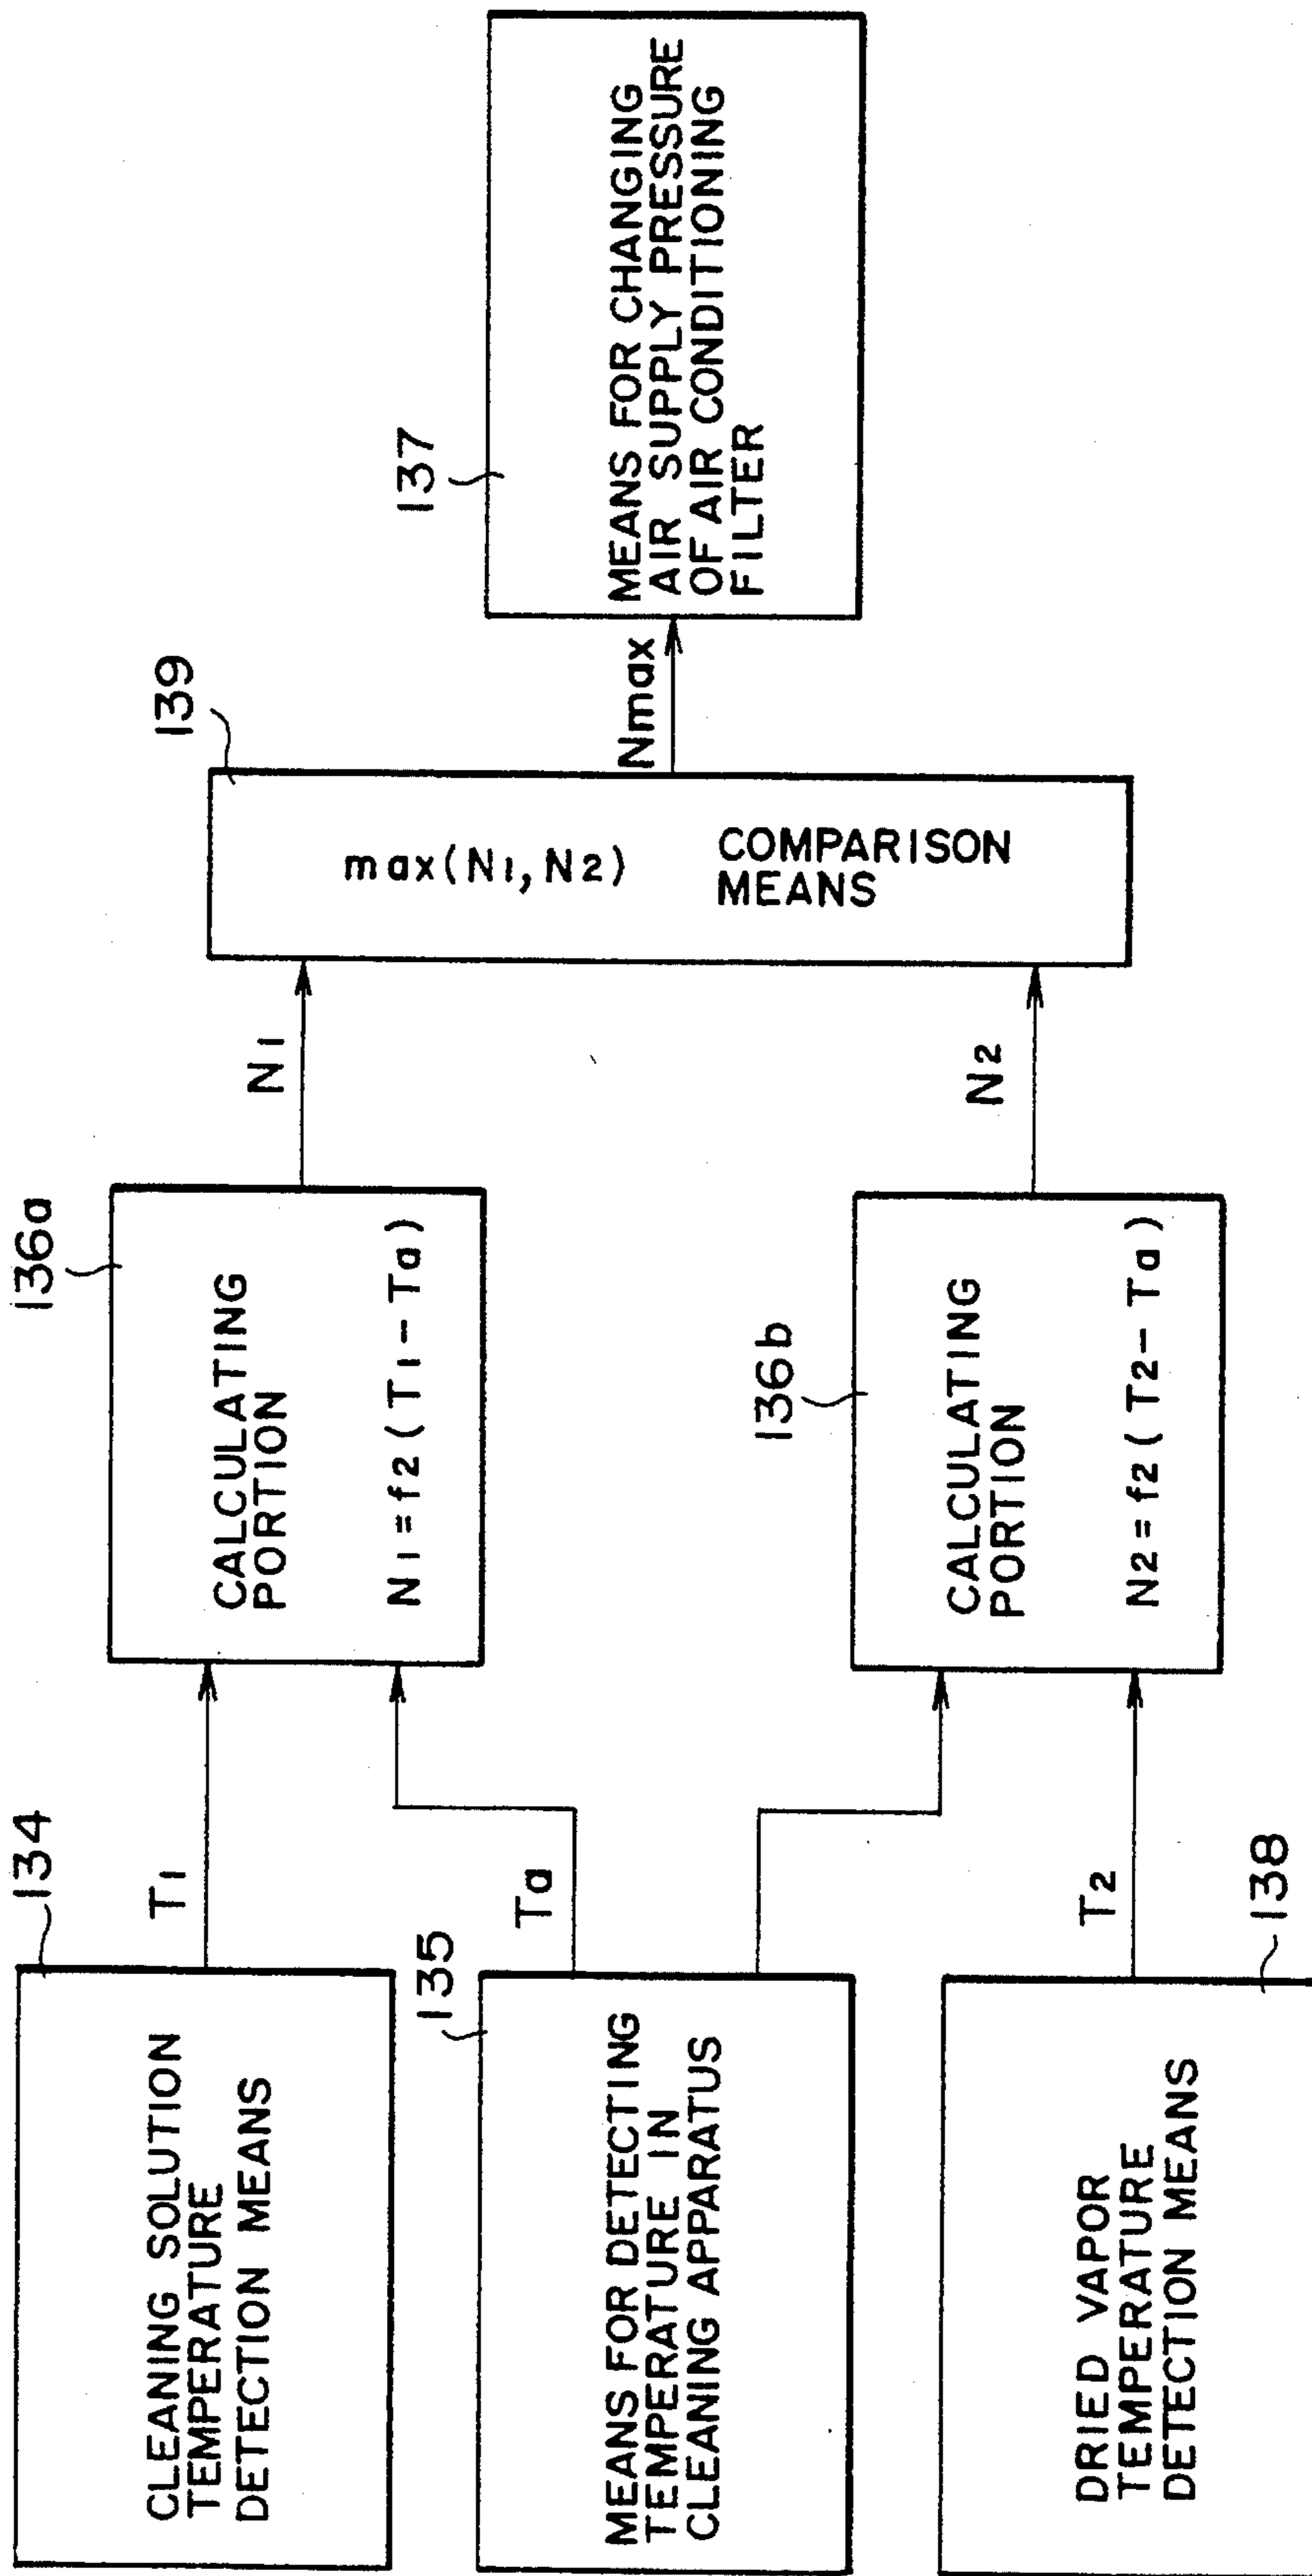 134
CLEANING SOLUTION
TEMPERATURE
DETECTION MEANS
T1
135
MEANS FOR DETECTING
TEMPERATURE IN
CLEANING APPARATUS
Ta
138
DRIED VAPOR
TEMPERATURE
DETECTION MEANS
T2
136a
CALCULATING
PORTION
N1=f2(T1-Ta)
N1
136b
CALCULATING
PORTION
N2=f2(T2-Ta)
N2
139
max(N1,N2)
COMPARISON
MEANS
Nmax
137
MEANS FOR CHANGING
AIR SUPPLY PRESSURE
OF AIR CONDITIONING
FILTER